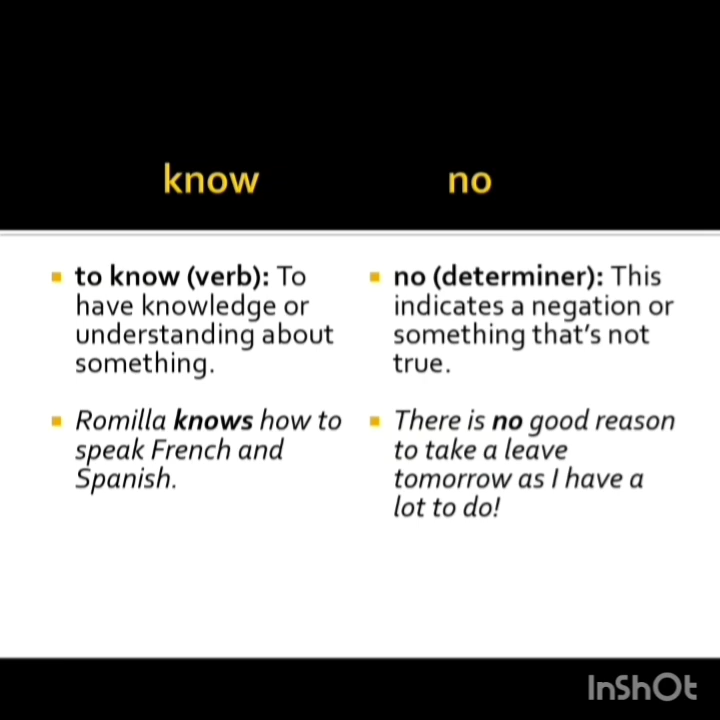 know
no
to know (verb): To
have knowledge or
understanding about
something.
Romilla knows how to
speak French and
Spanish.
no (determiner): This
indicates a negation or
something that's not
true.
There is no good reason
to take a leave
tomorrow as I have a
lot to do!
InShOt